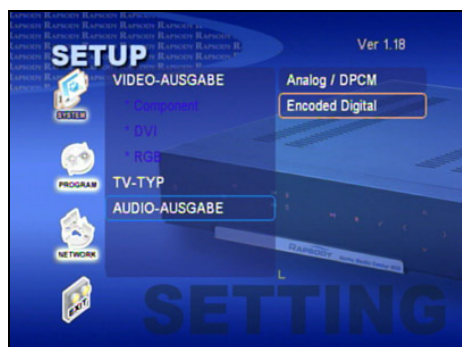 SETUP
Ver 1.18
VIDEO-AUSGABE
* Component
* DVI
* RGB
TV-TYP
AUDIO-AUSGABE
Analog / DPCM
Encoded Digital
SYSTEM
PROGRAM
NETWORK
EXIT
RAPSODY
SETTING